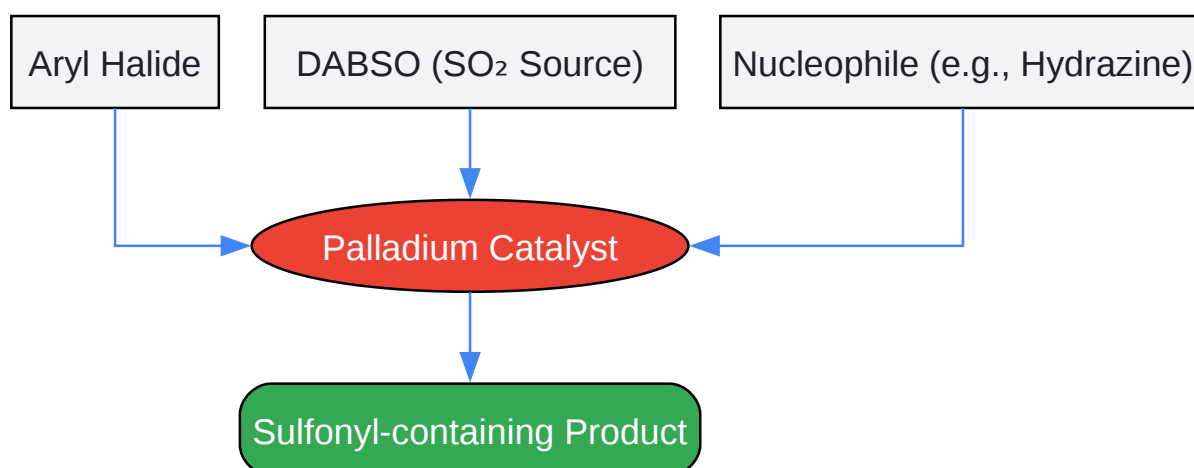 Aryl Halide
DABSO (SO₂ Source)
Nucleophile (e.g., Hydrazine)
Palladium Catalyst
Sulfonyl-containing Product